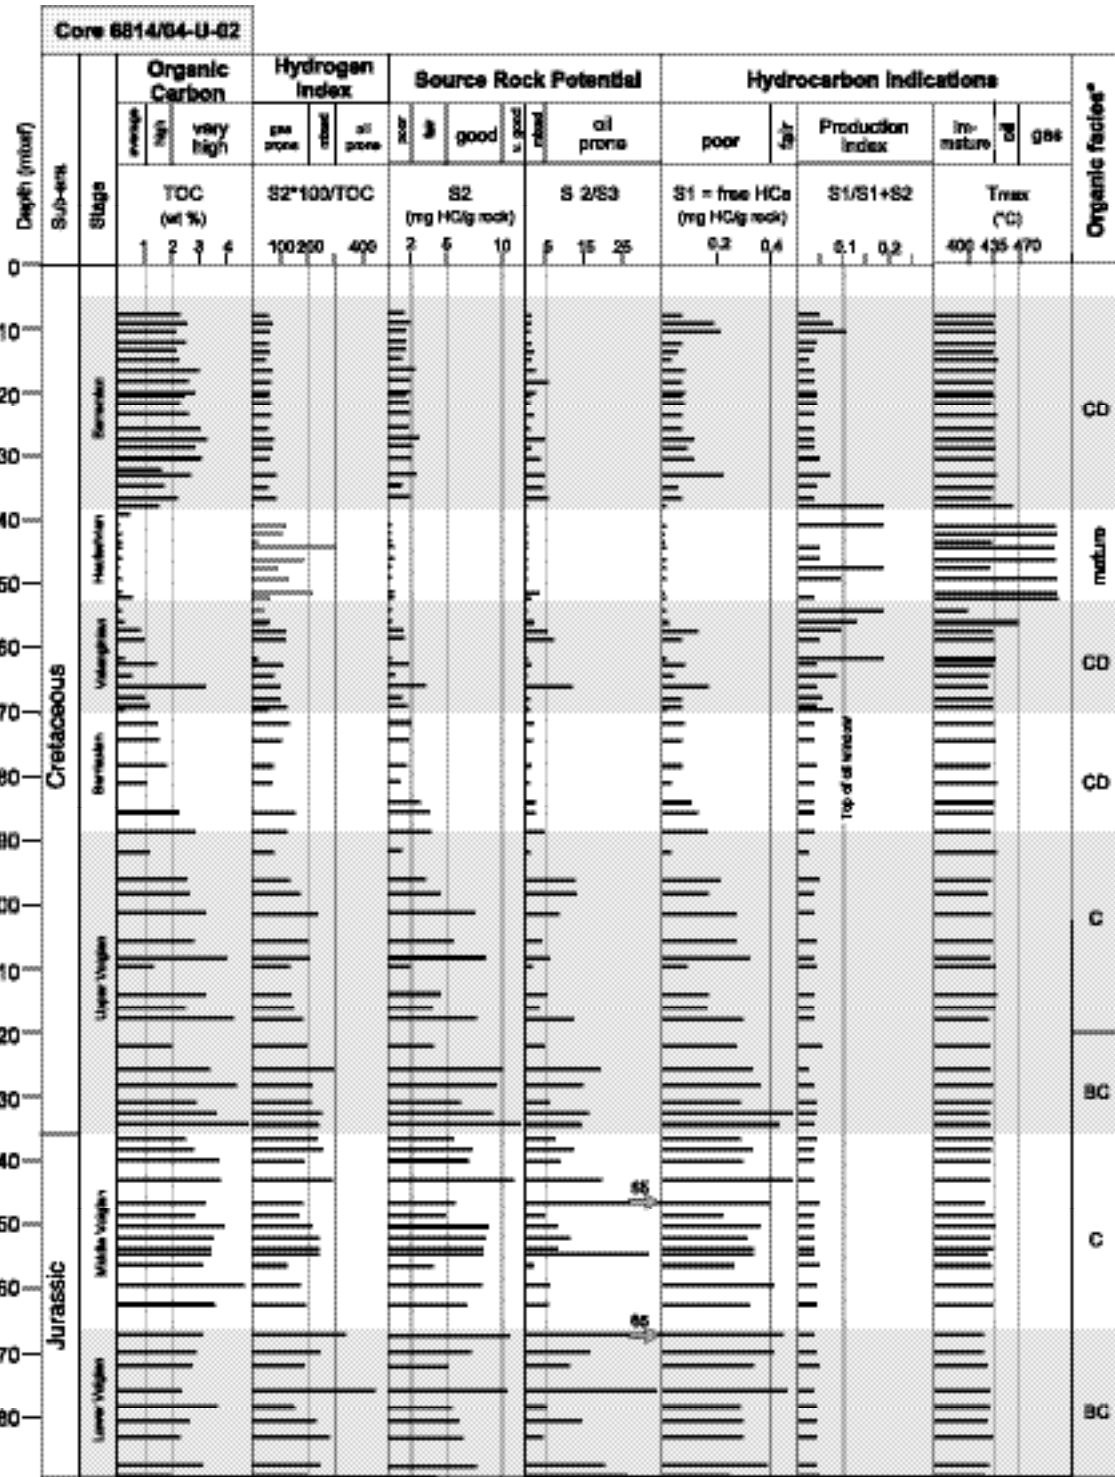 Core 6814/04-U-02
Organic Carbon
Hydrogen Index
Source Rock Potential
Hydrocarbon Indications
Organic facies*
Depth (mbsf)
Sub-era
Stage
average
high
very high
gas prone
mixed
oil prone
poor
fair
good
v. good
mixed
oil prone
poor
fair
Production Index
im-mature
oil
gas
TOC
(wt %)
S2*100/TOC
S2
(mg HC/g rock)
S2/S3
S1 = free HCs
(mg HC/g rock)
S1/S1+S2
Tmax
(°C)
1 2 3 4
100 200 400
2 6 10
5 15 25
0.2 0.4
0.1 0.2
400 435 470
0
10
20
30
40
50
60
70
80
90
00
10
20
30
40
50
60
70
80
Cretaceous
Jurassic
Barremian
Hauterivian
Valanginian
Berriasian
Upper Volgian
Middle Volgian
Lower Volgian
Top of oil window
65
65
CD
mature
CD
CD
C
BC
C
BC